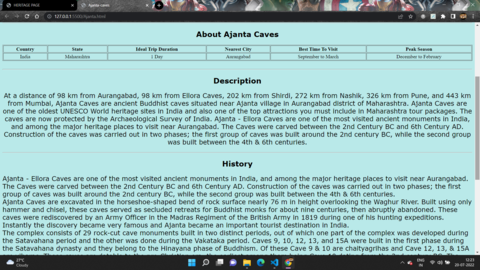 HERITAGE PAGE
Ajanta caves
127.0.0.1:5500/ajanta.html
About Ajanta Caves
Country State Ideal Trip Duration Nearest City Best Time To Visit Peak Season
India Maharashtra 1 Day Aurangabad September to March December to February
Description
At a distance of 98 km from Aurangabad, 98 km from Ellora Caves, 202 km from Shirdi, 272 km from Nashik, 326 km from Pune, and 443 km
from Mumbai, Ajanta Caves are ancient Buddhist caves situated near Ajanta village in Aurangabad district of Maharashtra. Ajanta Caves are
one of the oldest UNESCO World heritage sites in India and also one of the top attractions you must include in Maharashtra tour packages. The
caves are now protected by the Archaeological Survey of India. Ajanta - Ellora Caves are one of the most visited ancient monuments in India,
and among the major heritage places to visit near Aurangabad. The Caves were carved between the 2nd Century BC and 6th Century AD.
Construction of the caves was carried out in two phases; the first group of caves was built around the 2nd century BC, while the second group
was built between the 4th & 6th centuries.
History
Ajanta - Ellora Caves are one of the most visited ancient monuments in India, and among the major heritage places to visit near Aurangabad.
The Caves were carved between the 2nd Century BC and 6th Century AD. Construction of the caves was carried out in two phases; the first
group of caves was built around the 2nd century BC, while the second group was built between the 4th & 6th centuries.
Ajanta Caves are excavated in the horseshoe-shaped bend of rock surface nearly 76 m in height overlooking the Waghur River. Built using only
hammer and chisel, these caves served as secluded retreats for Buddhist monks for about nine centuries, then abruptly abandoned. These
caves were rediscovered by an Army Officer in the Madras Regiment of the British Army in 1819 during one of his hunting expeditions.
Instantly the discovery became very famous and Ajanta became an important tourist destination in India.
The complex consists of 29 rock-cut cave monuments built in two distinct periods, out of which one part of the complex was developed during
the Satavahana period and the other was done during the Vakataka period. Caves 9, 10, 12, 13, and 15A were built in the first phase during
the Satavahana dynasty and they belong to the Hinayana phase of Buddhism. Of these Cave 9 & 10 are chaityagrihas and Cave 12, 13, & 15A
27°C
Cloudy
ENG
IN
12:23
20-07-2022